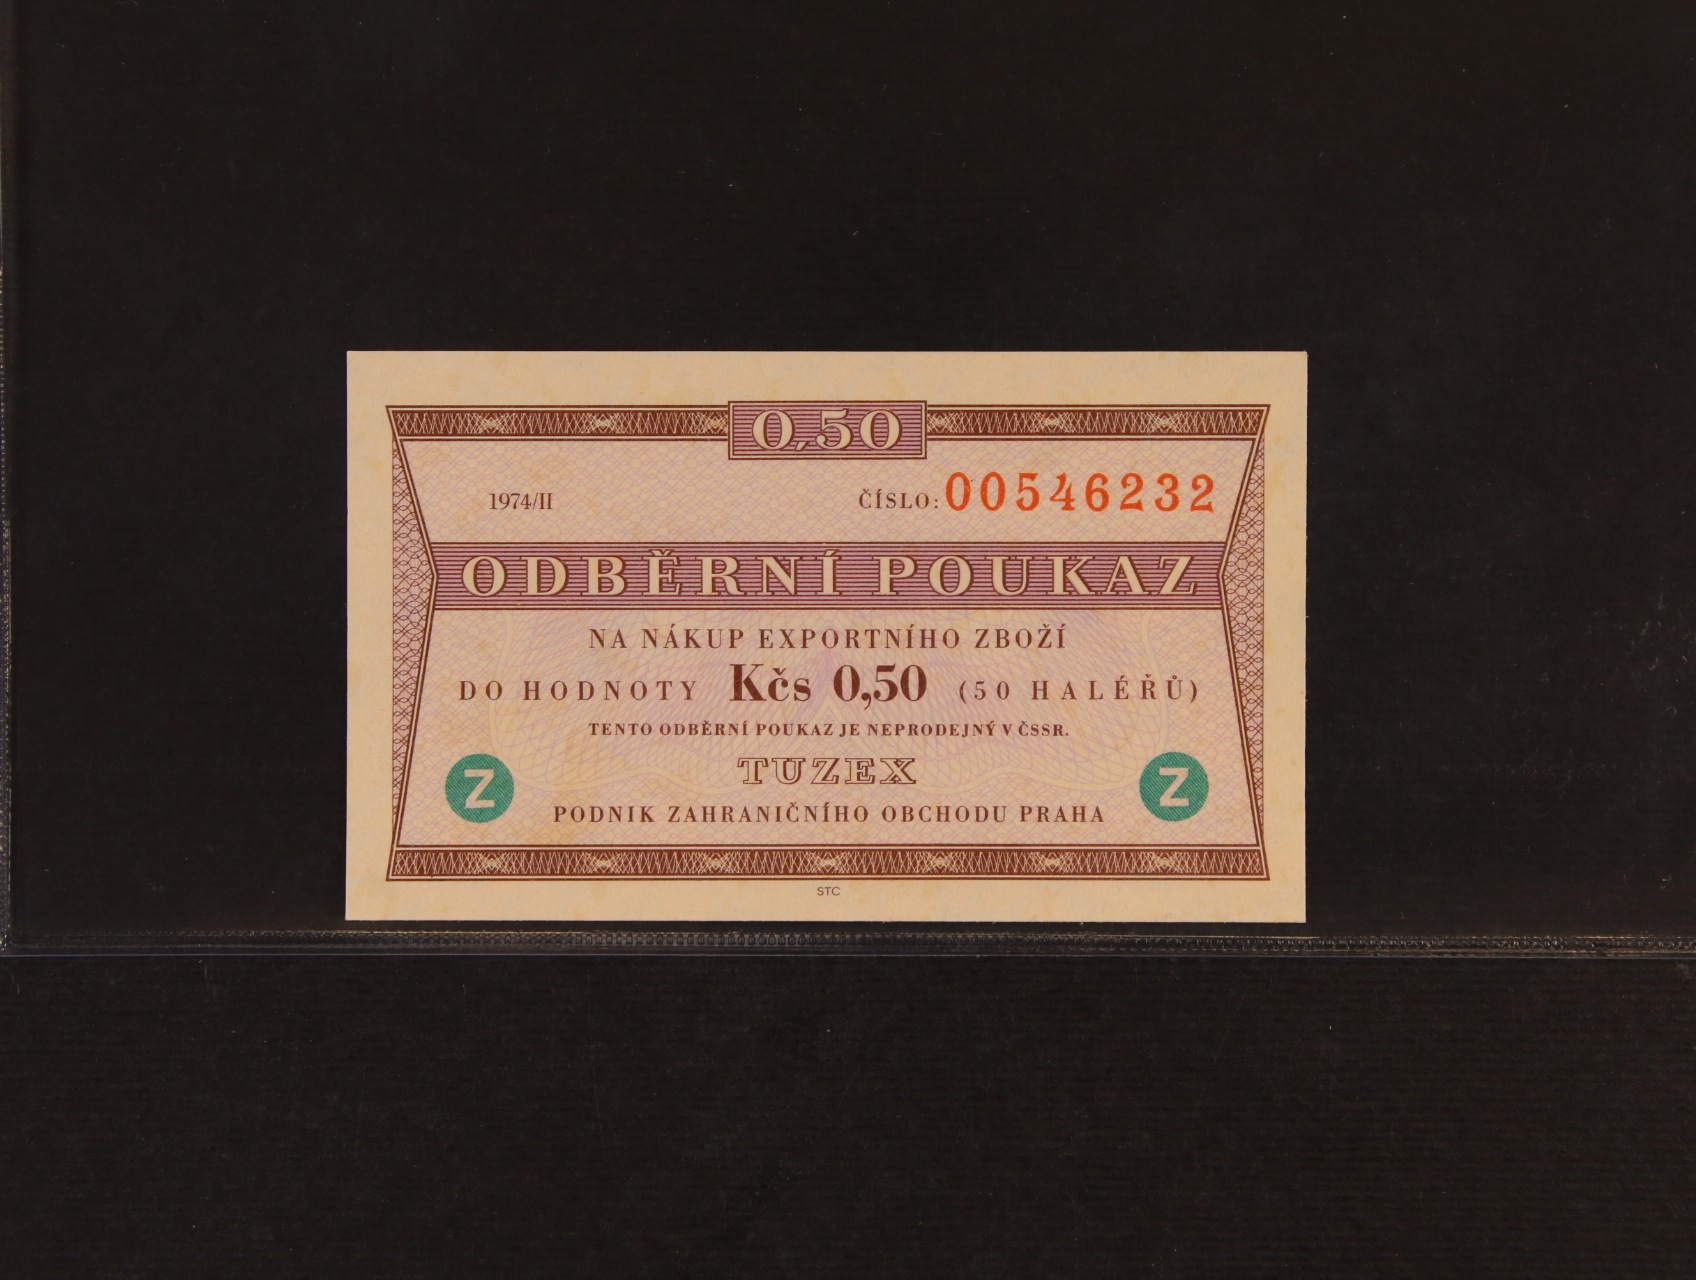 0,50
1974/II ČÍSLO: 00546232
ODBĚRNÍ POUKAZ
NA NÁKUP EXPORTNÍHO ZBOŽÍ
DO HODNOTY Kčs 0,50 (50 HALÉŘŮ)
TENTO ODBĚRNÍ POUKAZ JE NEPRODEJNÝ V ČSSR.
Z TUZEX Z
PODNIK ZAHRANIČNÍHO OBCHODU PRAHA
STC